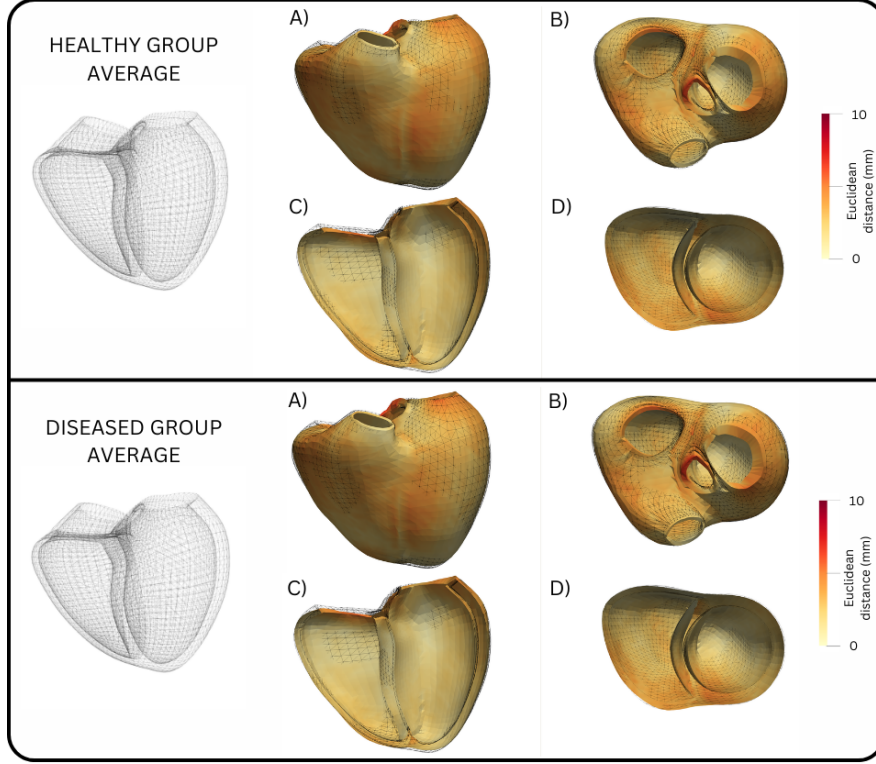 HEALTHY GROUP
AVERAGE
A)
B)
C)
D)
10
Euclidean
distance (mm)
0
DISEASED GROUP
AVERAGE
A)
B)
C)
D)
10
Euclidean
distance (mm)
0